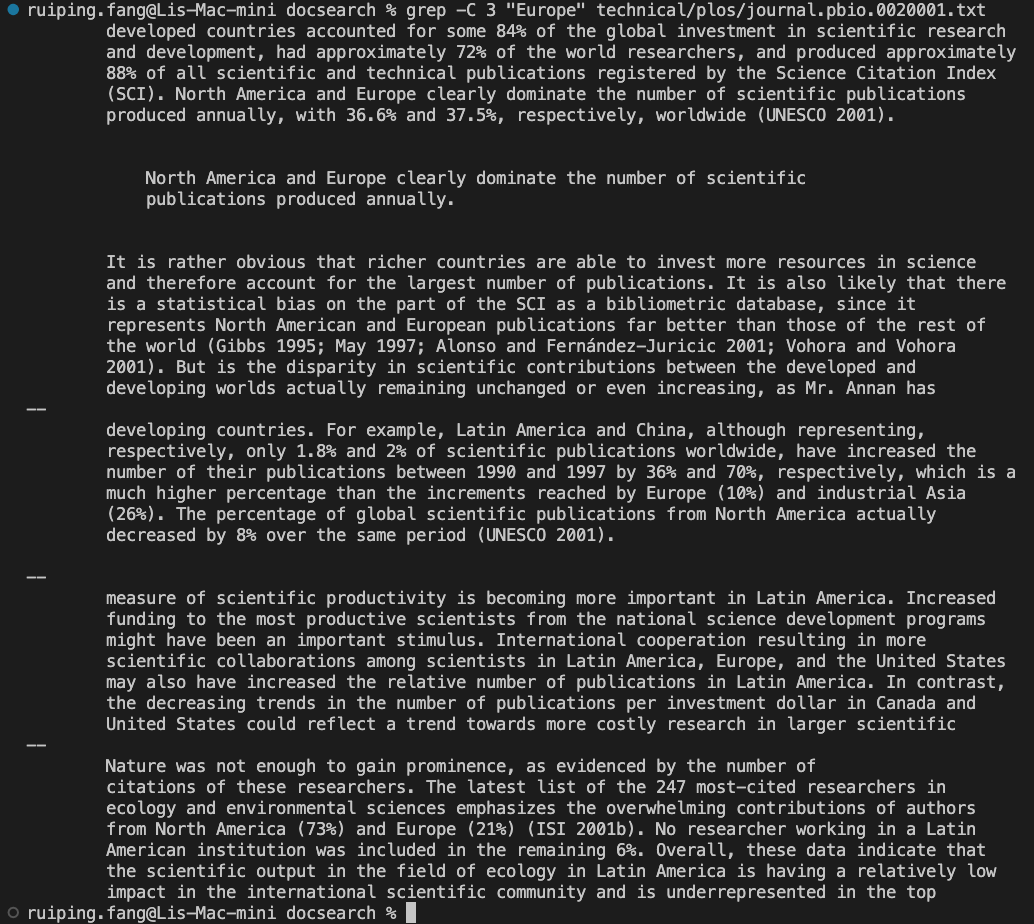 ruiping.fang@Lis-Mac-mini docsearch % grep -C 3 "Europe" technical/plos/journal.pbio.0020001.txt
developed countries accounted for some 84% of the global investment in scientific research
and development, had approximately 72% of the world researchers, and produced approximately
88% of all scientific and technical publications registered by the Science Citation Index
(SCI). North America and Europe clearly dominate the number of scientific publications
produced annually, with 36.6% and 37.5%, respectively, worldwide (UNESCO 2001).
North America and Europe clearly dominate the number of scientific
publications produced annually.
It is rather obvious that richer countries are able to invest more resources in science
and therefore account for the largest number of publications. It is also likely that there
is a statistical bias on the part of the SCI as a bibliometric database, since it
represents North American and European publications far better than those of the rest of
the world (Gibbs 1995; May 1997; Alonso and Fernández-Juricic 2001; Vohora and Vohora
2001). But is the disparity in scientific contributions between the developed and
developing worlds actually remaining unchanged or even increasing, as Mr. Annan has
--
developing countries. For example, Latin America and China, although representing,
respectively, only 1.8% and 2% of scientific publications worldwide, have increased the
number of their publications between 1990 and 1997 by 36% and 70%, respectively, which is a
much higher percentage than the increments reached by Europe (10%) and industrial Asia
(26%). The percentage of global scientific publications from North America actually
decreased by 8% over the same period (UNESCO 2001).
--
measure of scientific productivity is becoming more important in Latin America. Increased
funding to the most productive scientists from the national science development programs
might have been an important stimulus. International cooperation resulting in more
scientific collaborations among scientists in Latin America, Europe, and the United States
may also have increased the relative number of publications in Latin America. In contrast,
the decreasing trends in the number of publications per investment dollar in Canada and
United States could reflect a trend towards more costly research in larger scientific
--
Nature was not enough to gain prominence, as evidenced by the number of
citations of these researchers. The latest list of the 247 most-cited researchers in
ecology and environmental sciences emphasizes the overwhelming contributions of authors
from North America (73%) and Europe (21%) (ISI 2001b). No researcher working in a Latin
American institution was included in the remaining 6%. Overall, these data indicate that
the scientific output in the field of ecology in Latin America is having a relatively low
impact in the international scientific community and is underrepresented in the top
ruiping.fang@Lis-Mac-mini docsearch %